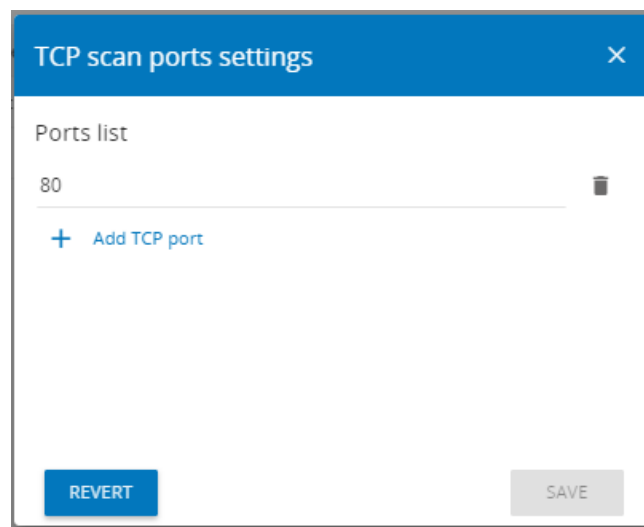 TCP scan ports settings
Ports list
80
Add TCP port
REVERT
SAVE